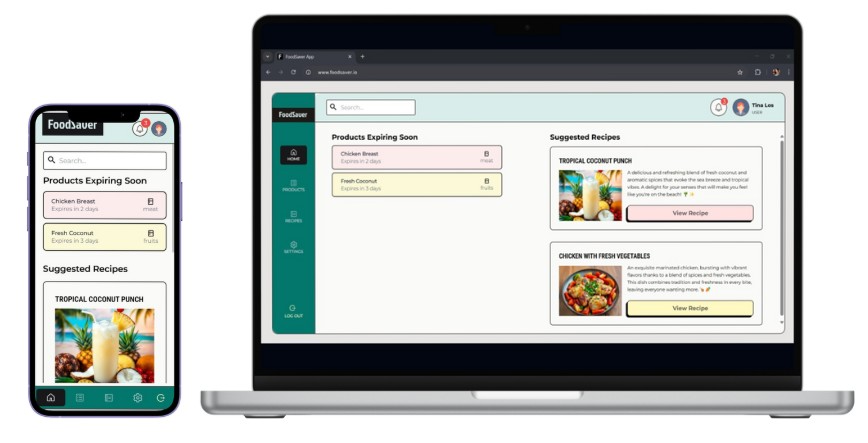 FoodSaver
Search..
Products Expiring Soon
Chicken Breast
Expires in 2 days
meat
Fresh Coconut
Expires in 3 days
fruits
Suggested Recipes
TROPICAL COCONUT PUNCH
FoodSaver App
www.foodsaver.io
FoodSaver
Search..
Tina Les
HOME
PRODUCTS
RECIPES
SETTINGS
LOG OUT
Products Expiring Soon
Chicken Breast
Expires in 2 days
meat
Fresh Coconut
Expires in 3 days
fruits
Suggested Recipes
TROPICAL COCONUT PUNCH
A delicious and refreshing blend of fresh coconut and
aromatic spices that evoke the sea breeze and tropical
vibes. A delight for your senses that will make you feel
like you're on the beach! 🌴 ✨
View Recipe
CHICKEN WITH FRESH VEGETABLES
An exquisite marinated chicken, bursting with vibrant
flavors thanks to a blend of spices and fresh vegetables.
This dish combines tradition and freshness in every bite,
leaving everyone wanting more.
View Recipe